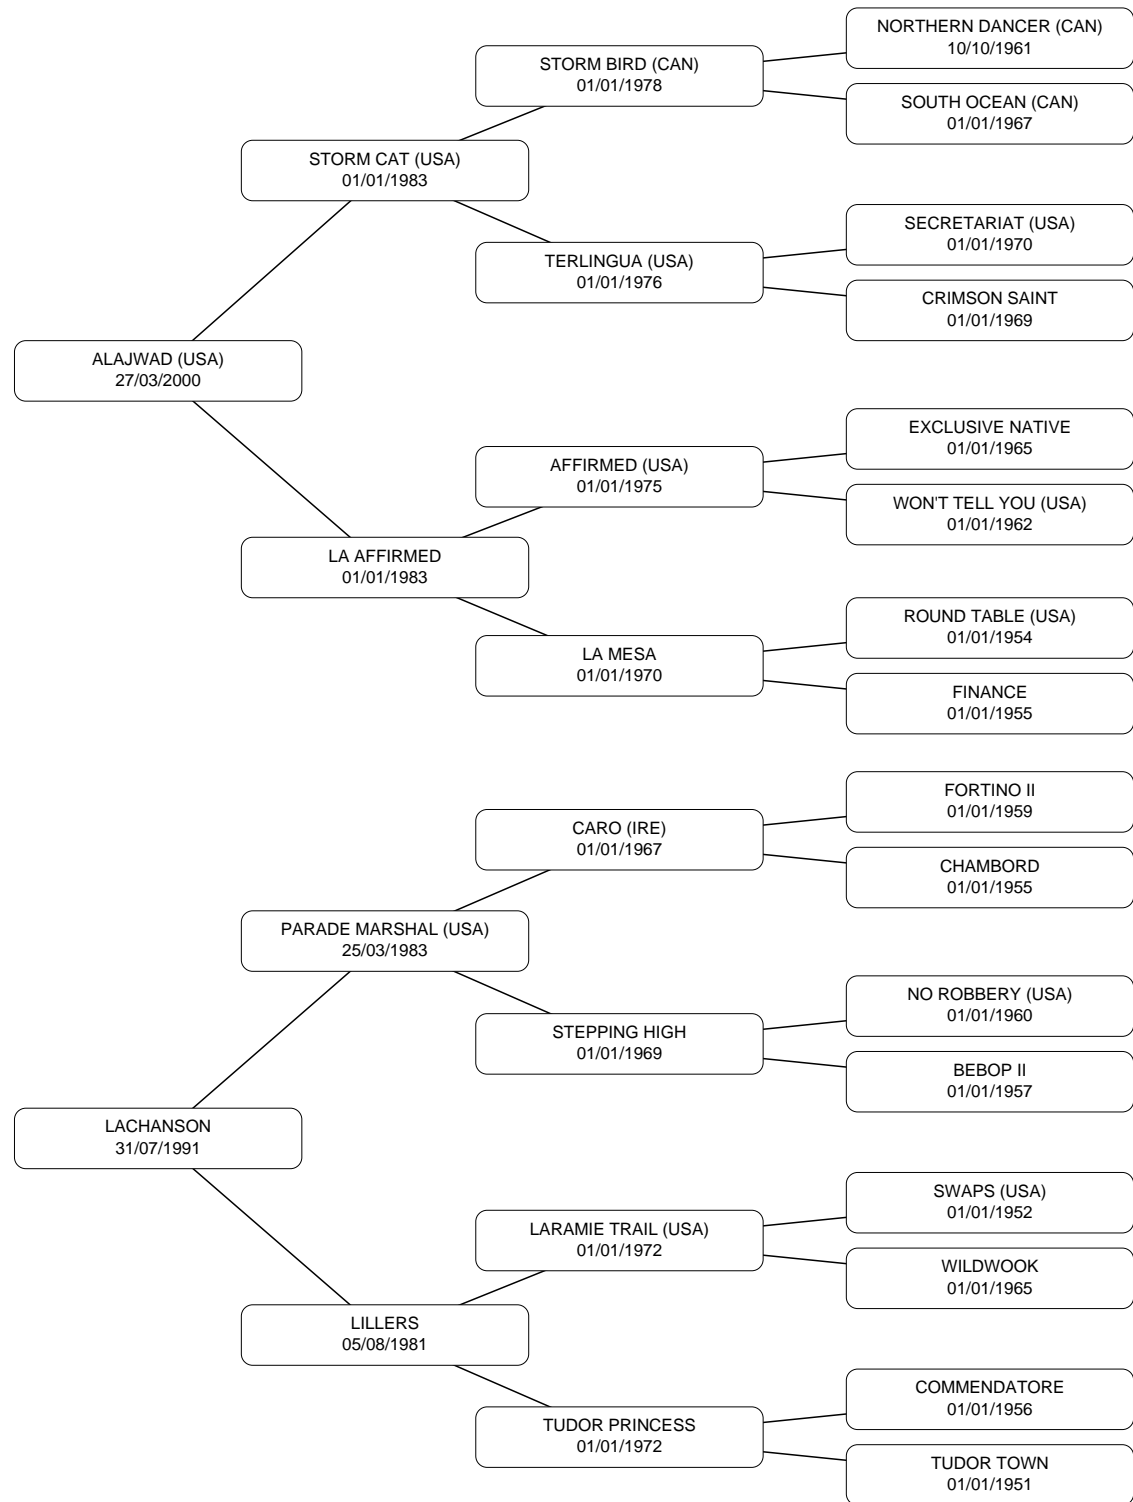 NORTHERN DANCER (CAN)
10/10/1961
STORM BIRD (CAN)
01/01/1978
SOUTH OCEAN (CAN)
01/01/1967
STORM CAT (USA)
01/01/1983
SECRETARIAT (USA)
01/01/1970
TERLINGUA (USA)
01/01/1976
CRIMSON SAINT
01/01/1969
ALAJWAD (USA)
27/03/2000
EXCLUSIVE NATIVE
01/01/1965
AFFIRMED (USA)
01/01/1975
WON'T TELL YOU (USA)
01/01/1962
LA AFFIRMED
01/01/1983
ROUND TABLE (USA)
01/01/1954
LA MESA
01/01/1970
FINANCE
01/01/1955
FORTINO II
01/01/1959
CARO (IRE)
01/01/1967
CHAMBORD
01/01/1955
PARADE MARSHAL (USA)
25/03/1983
NO ROBBERY (USA)
01/01/1960
STEPPING HIGH
01/01/1969
BEBOP II
01/01/1957
LACHANSON
31/07/1991
SWAPS (USA)
01/01/1952
LARAMIE TRAIL (USA)
01/01/1972
WILDWOOK
01/01/1965
LILLERS
05/08/1981
COMMENDATORE
01/01/1956
TUDOR PRINCESS
01/01/1972
TUDOR TOWN
01/01/1951